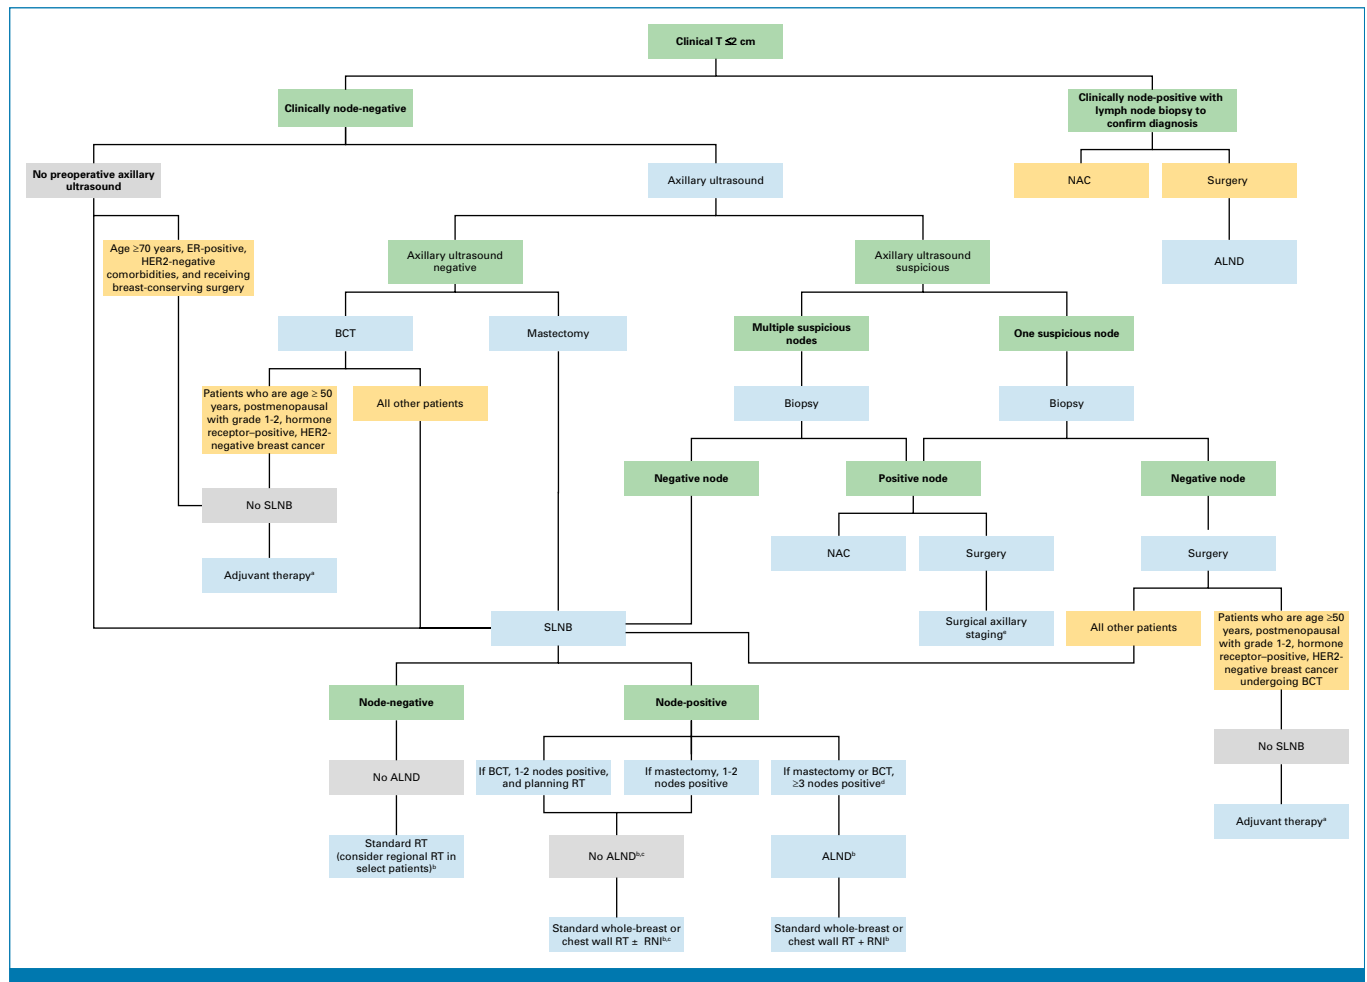 Clinical T ≤2 cm
Clinically node-negative
Clinically node-positive with
lymph node biopsy to
confirm diagnosis
No preoperative axillary
ultrasound
Axillary ultrasound
NAC
Surgery
Age ≥70 years, ER-positive,
HER2-negative
comorbidities, and receiving
breast-conserving surgery
Axillary ultrasound
negative
Axillary ultrasound
suspicious
ALND
BCT
Mastectomy
Multiple suspicious
nodes
One suspicious node
Patients who are age ≥ 50
years, postmenopausal
with grade 1-2, hormone
receptor–positive, HER2-
negative breast cancer
All other patients
Biopsy
Biopsy
Negative node
Positive node
Negative node
No SLNB
NAC
Surgery
Surgery
Adjuvant therapyᵃ
SLNB
Surgical axillary
stagingᵉ
All other patients
Patients who are age ≥50
years, postmenopausal
with grade 1-2, hormone
receptor–positive, HER2-
negative breast cancer
undergoing BCT
Node-negative
Node-positive
No SLNB
No ALND
If BCT, 1-2 nodes positive,
and planning RT
If mastectomy, 1-2
nodes positive
If mastectomy or BCT,
≥3 nodes positiveᵈ
Adjuvant therapyᵃ
Standard RT
(consider regional RT in
select patients)ᵇ
No ALNDᵇ,ᶜ
ALNDᵇ
Standard whole-breast or
chest wall RT ± RNIᵇ,ᶜ
Standard whole-breast or
chest wall RT + RNIᵇ